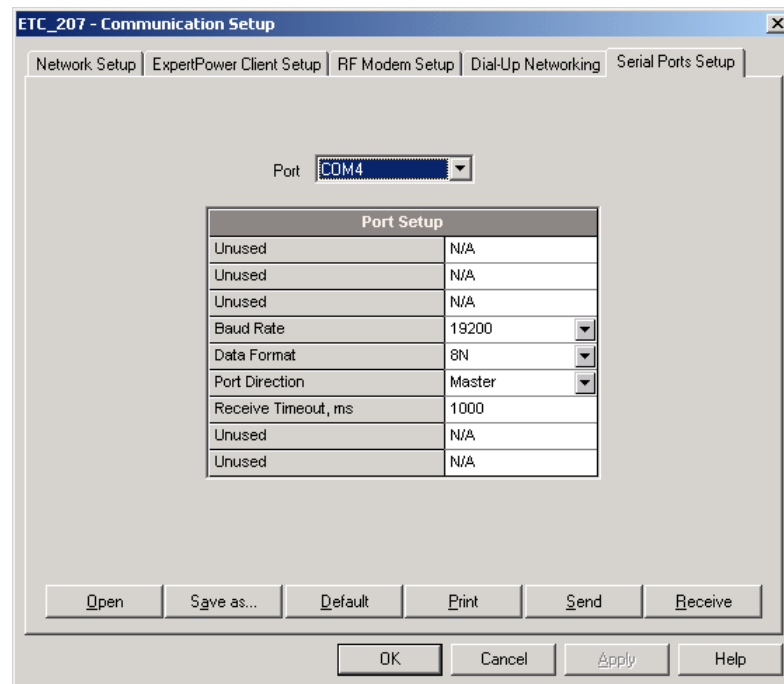 ETC_207 - Communication Setup
Network Setup ExpertPower Client Setup RF Modem Setup Dial-Up Networking Serial Ports Setup
Port COM4
Port Setup
Unused N/A
Unused N/A
Unused N/A
Baud Rate 19200
Data Format 8N
Port Direction Master
Receive Timeout, ms 1000
Unused N/A
Unused N/A
Open Save as... Default Print Send Receive
OK Cancel Apply Help